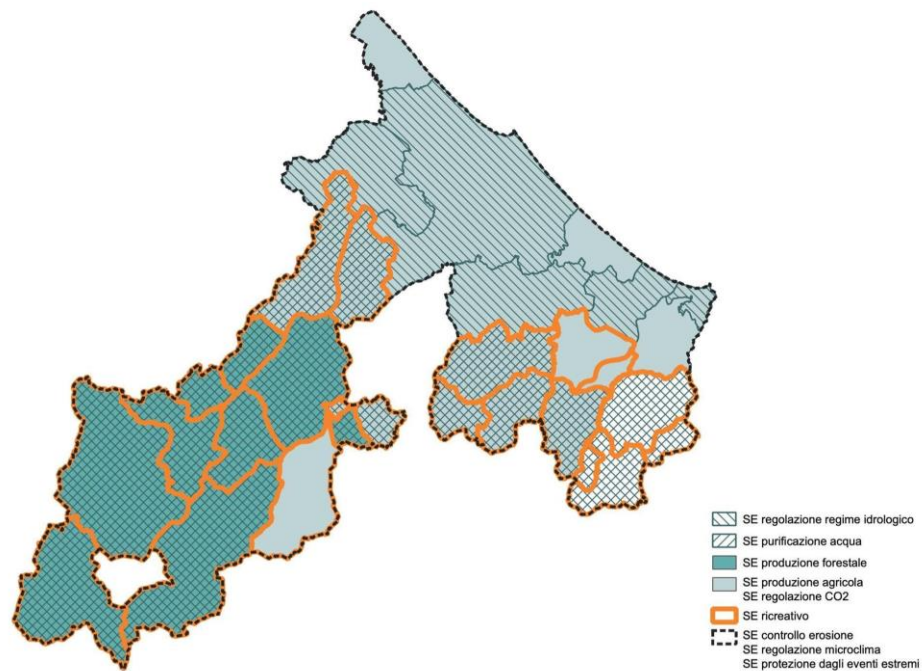 SE regolazione regime idrologico
SE purificazione acqua
SE produzione forestale
SE produzione agricola
SE regolazione CO2
SE ricreativo
SE controllo erosione
SE regolazione microclima
SE protezione dagli eventi estremi